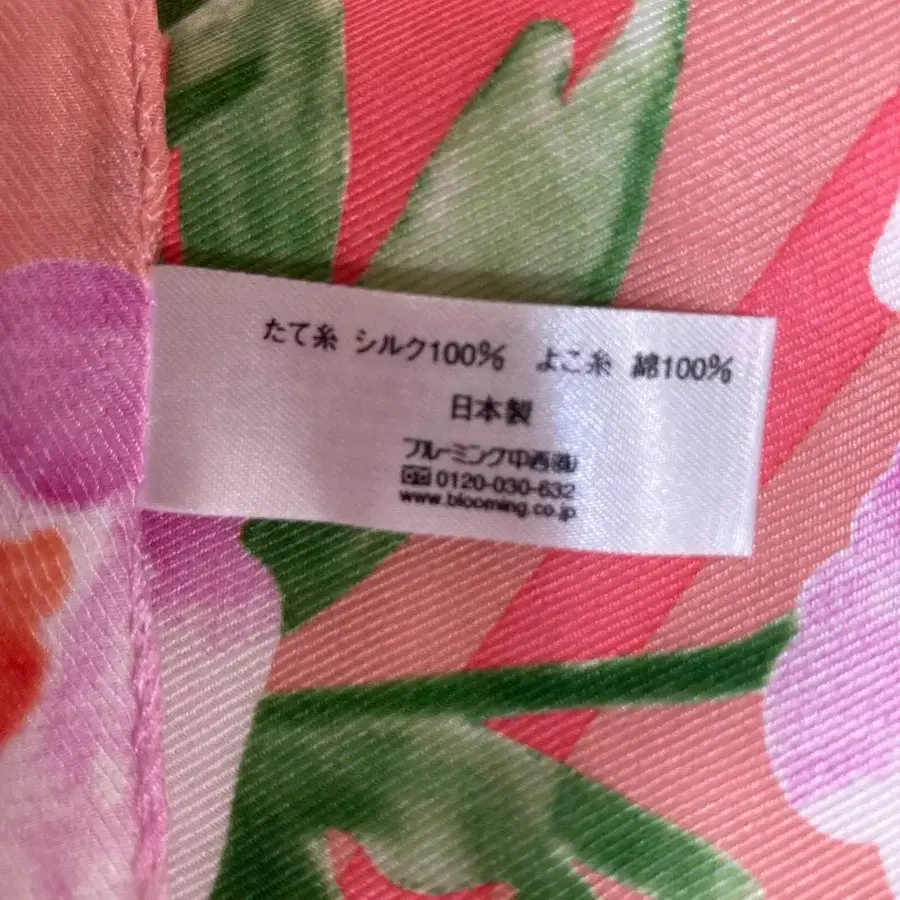 たて糸 シルク100% よこ糸 綿100%
日本製
ブルーミング中西㈱
0120-030-632
www.blooming.co.jp